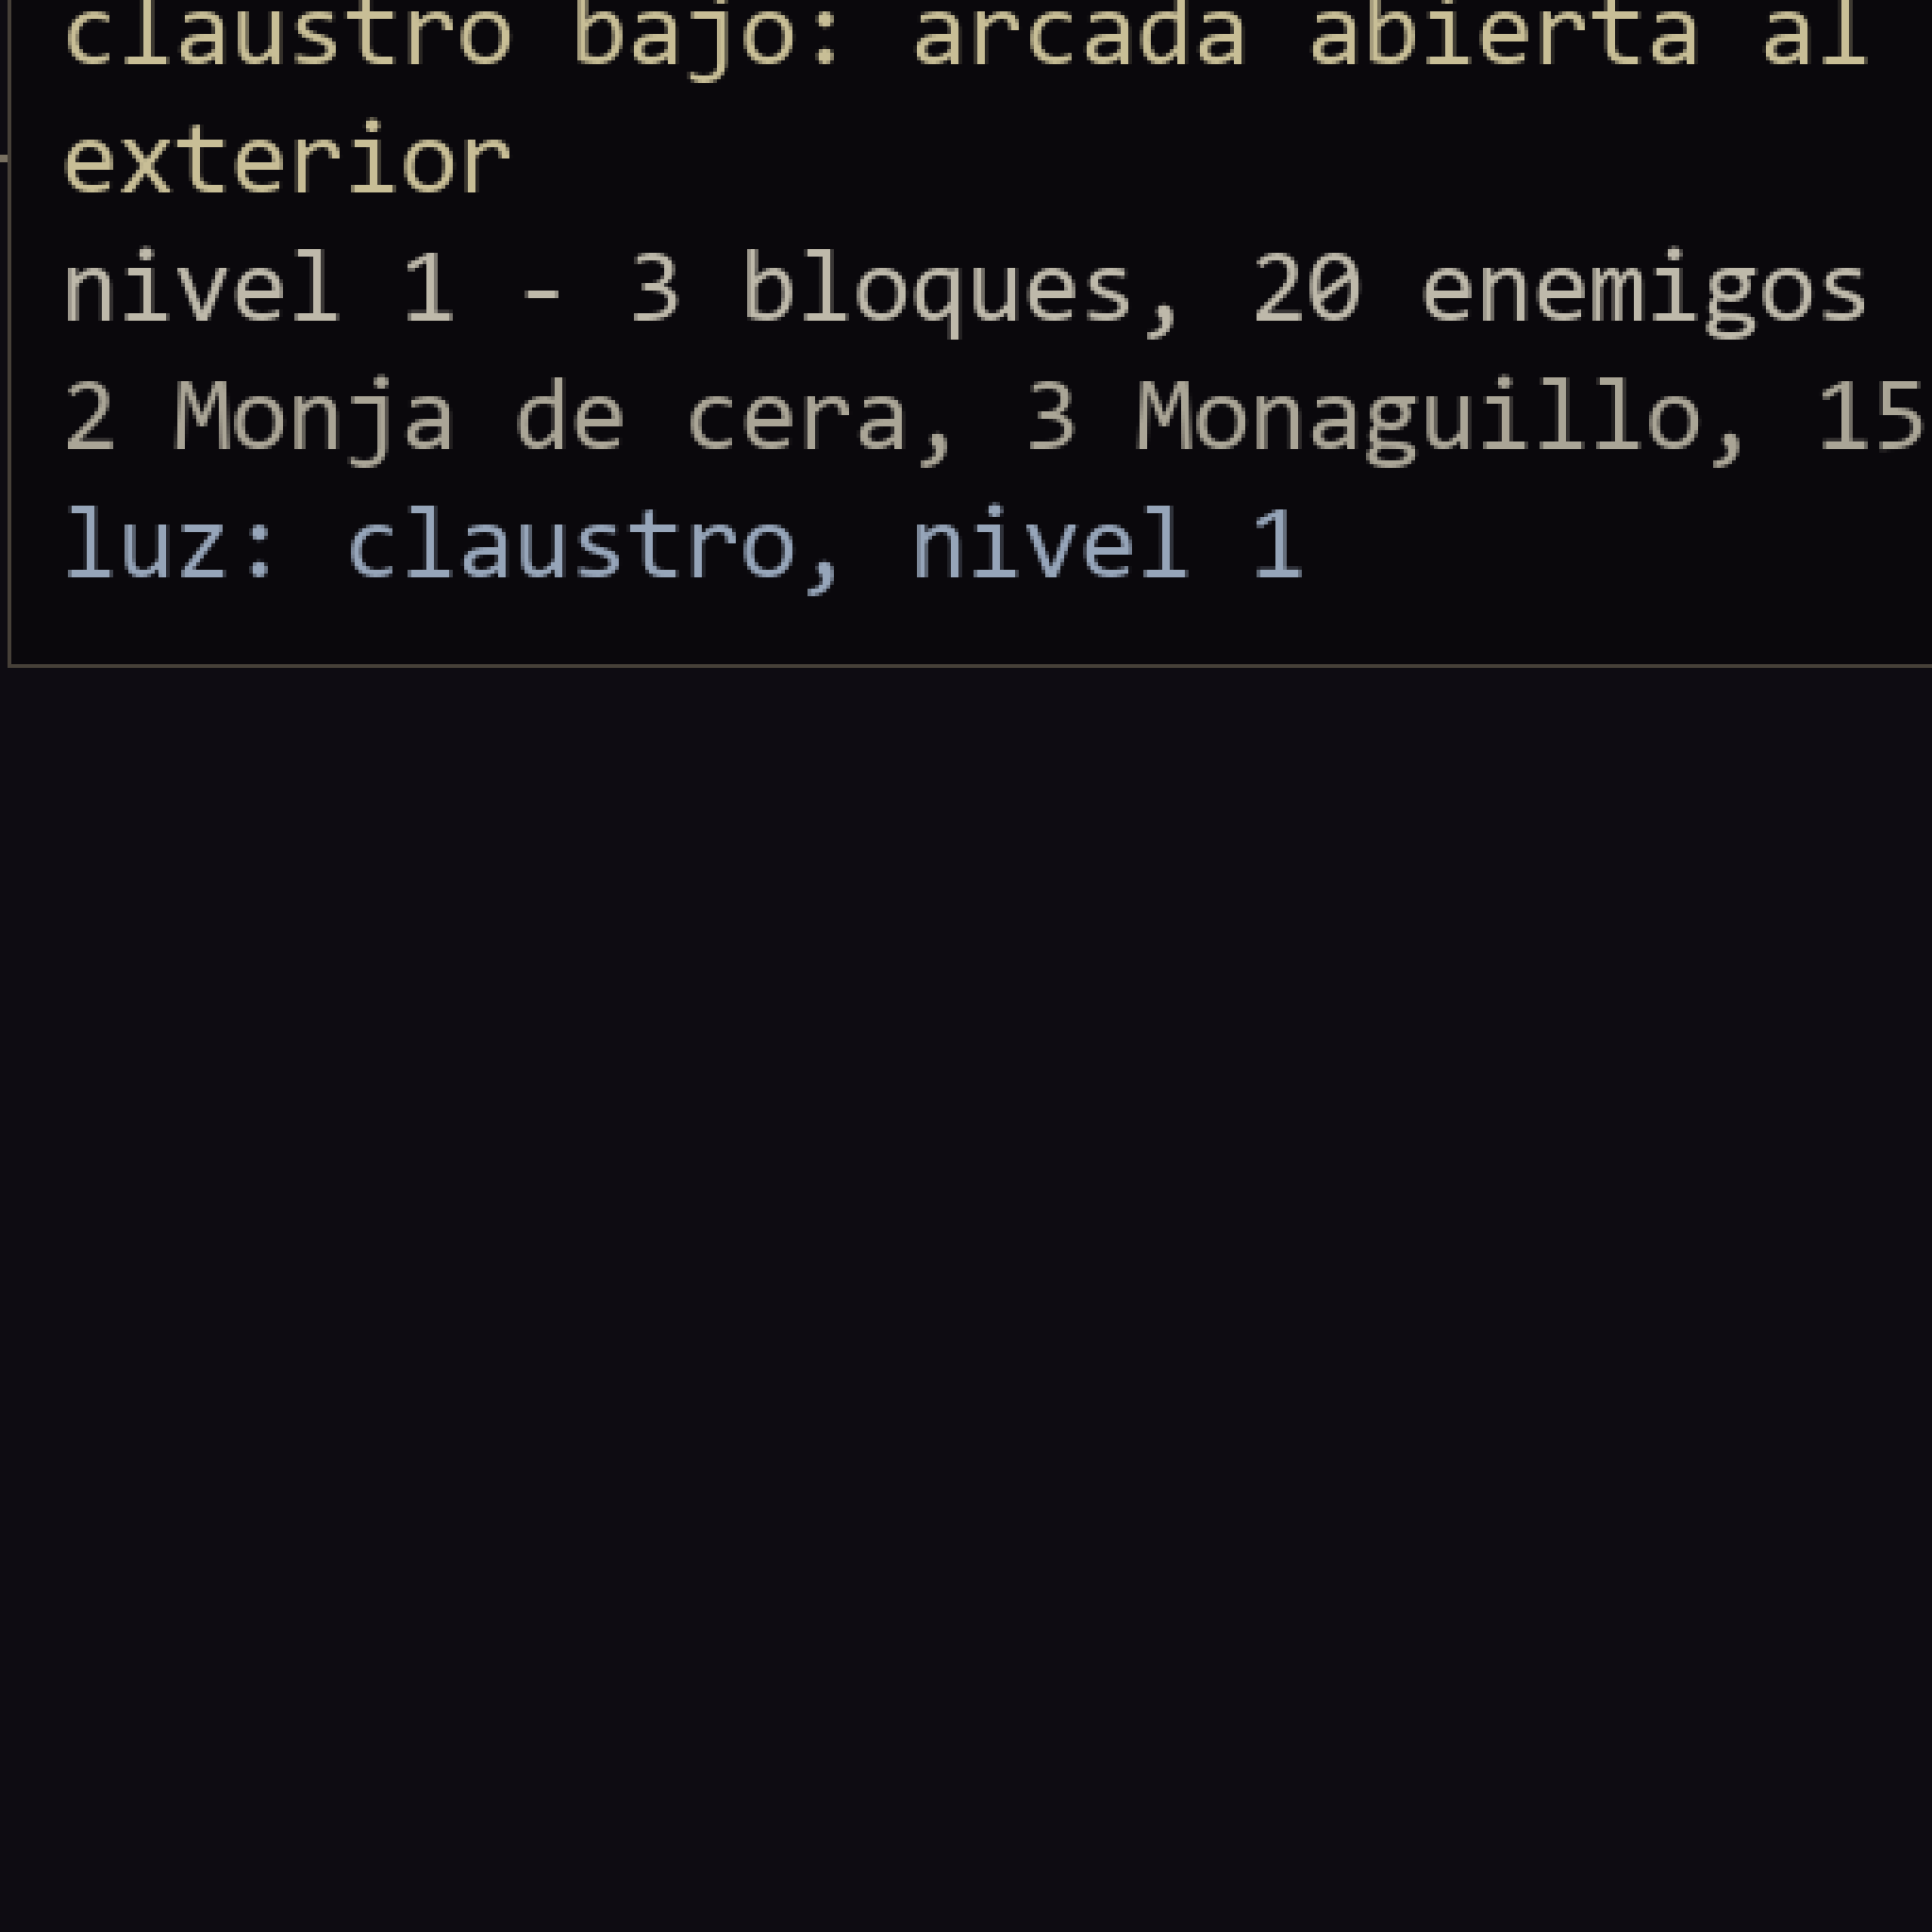 claustro bajo: arcada abierta al
exterior
nivel 1 - 3 bloques, 20 enemigos
2 Monja de cera, 3 Monaguillo, 15
luz: claustro, nivel 1